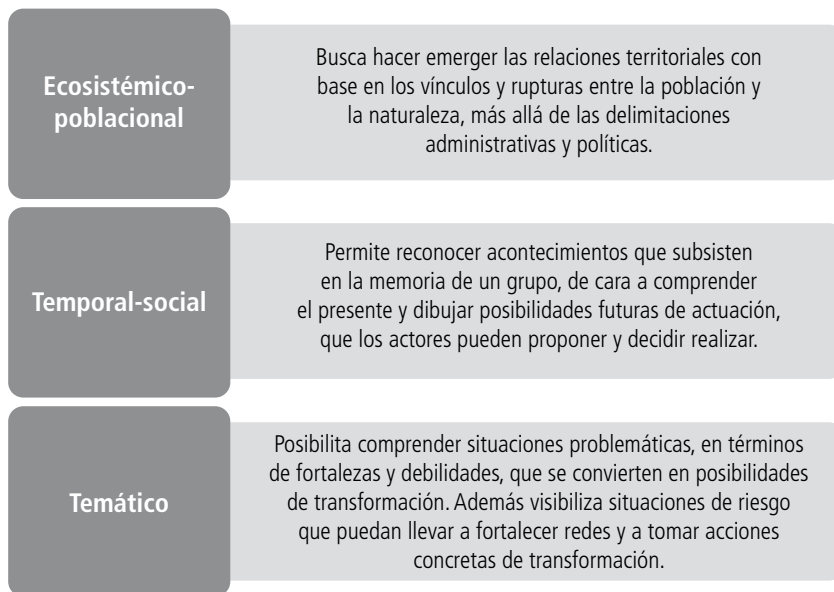 Ecosistémico-
poblacional
Busca hacer emerger las relaciones territoriales con
base en los vínculos y rupturas entre la población y
la naturaleza, más allá de las delimitaciones
administrativas y políticas.
Temporal-social
Permite reconocer acontecimientos que subsisten
en la memoria de un grupo, de cara a comprender
el presente y dibujar posibilidades futuras de actuación,
que los actores pueden proponer y decidir realizar.
Temático
Posibilita comprender situaciones problemáticas, en términos
de fortalezas y debilidades, que se convierten en posibilidades
de transformación. Además visibiliza situaciones de riesgo
que puedan llevar a fortalecer redes y a tomar acciones
concretas de transformación.